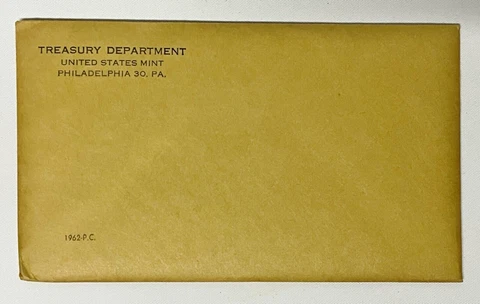 TREASURY DEPARTMENT
UNITED STATES MINT
PHILADELPHIA 30, PA.
1962-P.C.